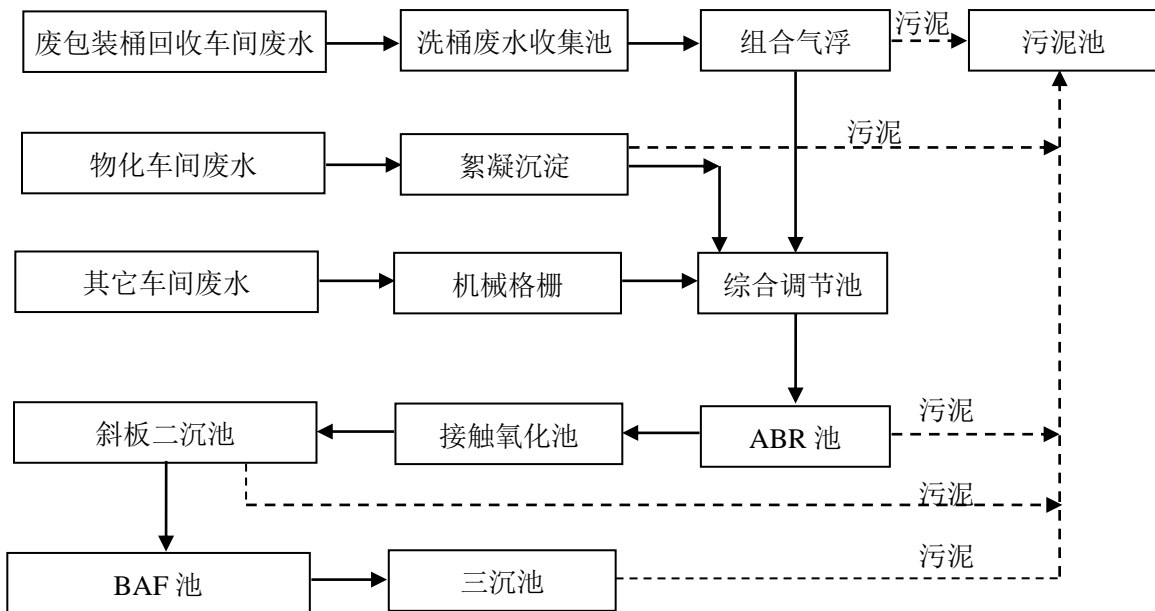 废包装桶回收车间废水
洗桶废水收集池
组合气浮
污泥
污泥池
物化车间废水
絮凝沉淀
污泥
其它车间废水
机械格栅
综合调节池
斜板二沉池
接触氧化池
ABR 池
污泥
污泥
BAF 池
三沉池
污泥